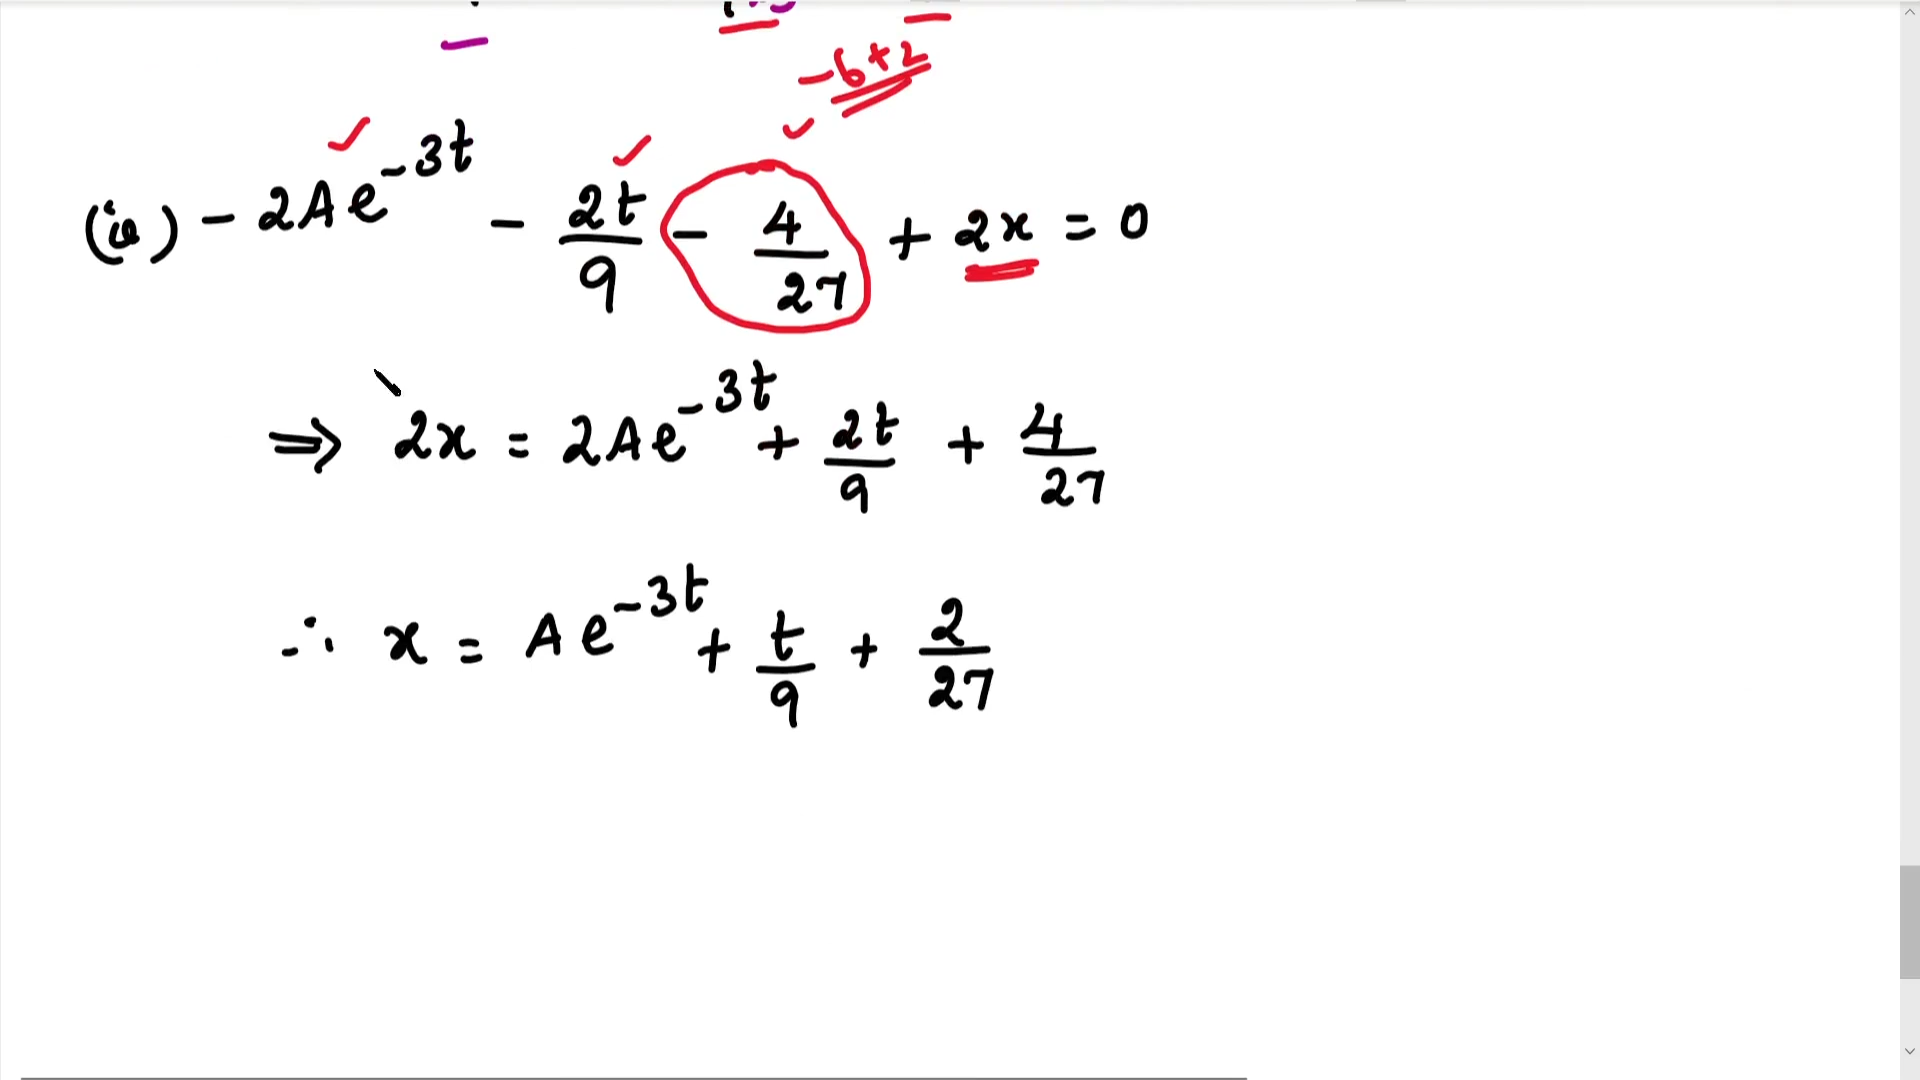 -6+2
(iv) - 2Ae^{-3t} - 2t/9 - 4/27 + 2x = 0
⇒ 2x = 2Ae^{-3t} + 2t/9 + 4/27
∴ x = Ae^{-3t} + t/9 + 2/27